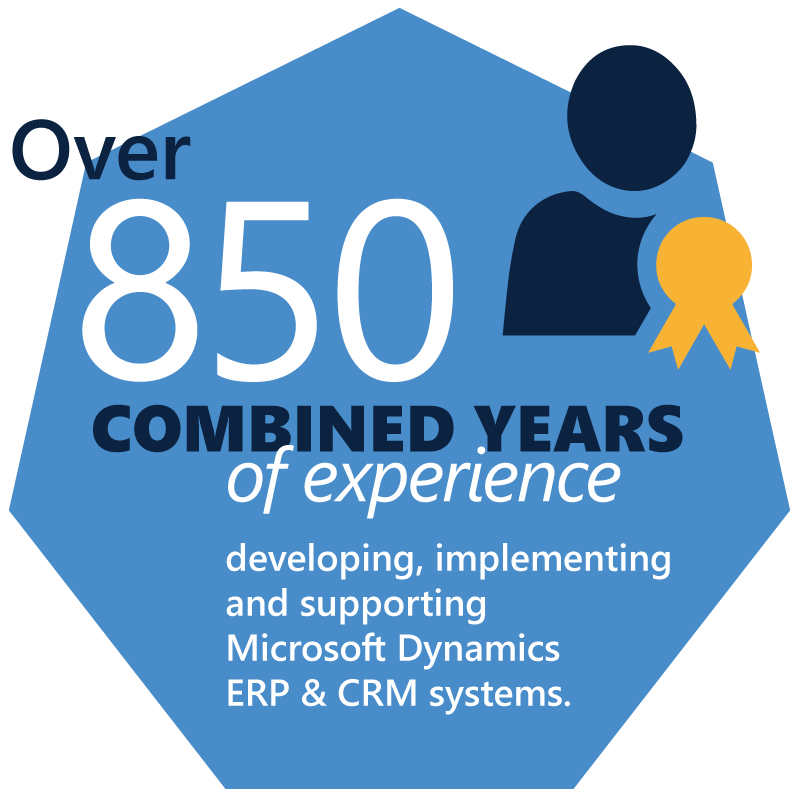 Over
850
COMBINED YEARS
of experience
developing, implementing
and supporting
Microsoft Dynamics
ERP & CRM systems.